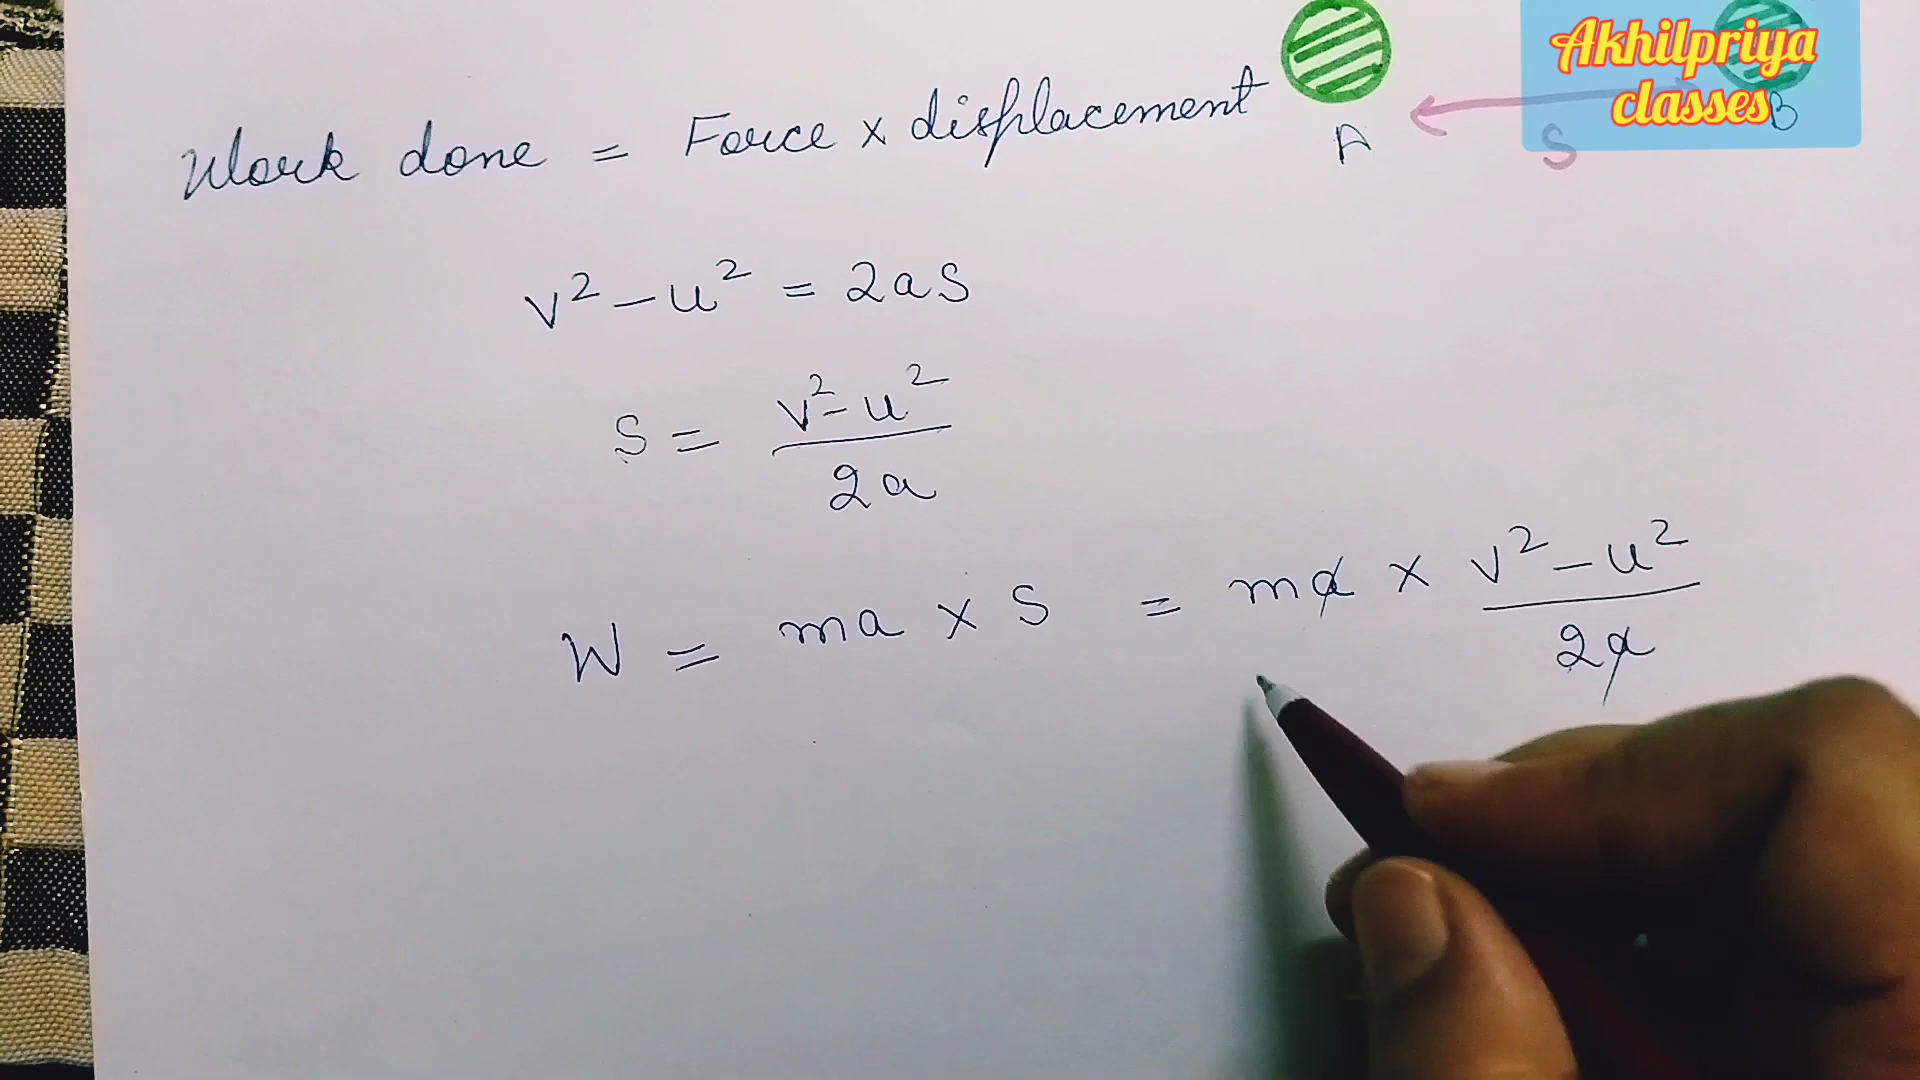 Akhilpriya
classes
Work done = Force × displacement
A
S
B
v² - u² = 2as
S = v² - u² / 2a
W = ma × S = ma × v² - u² / 2a